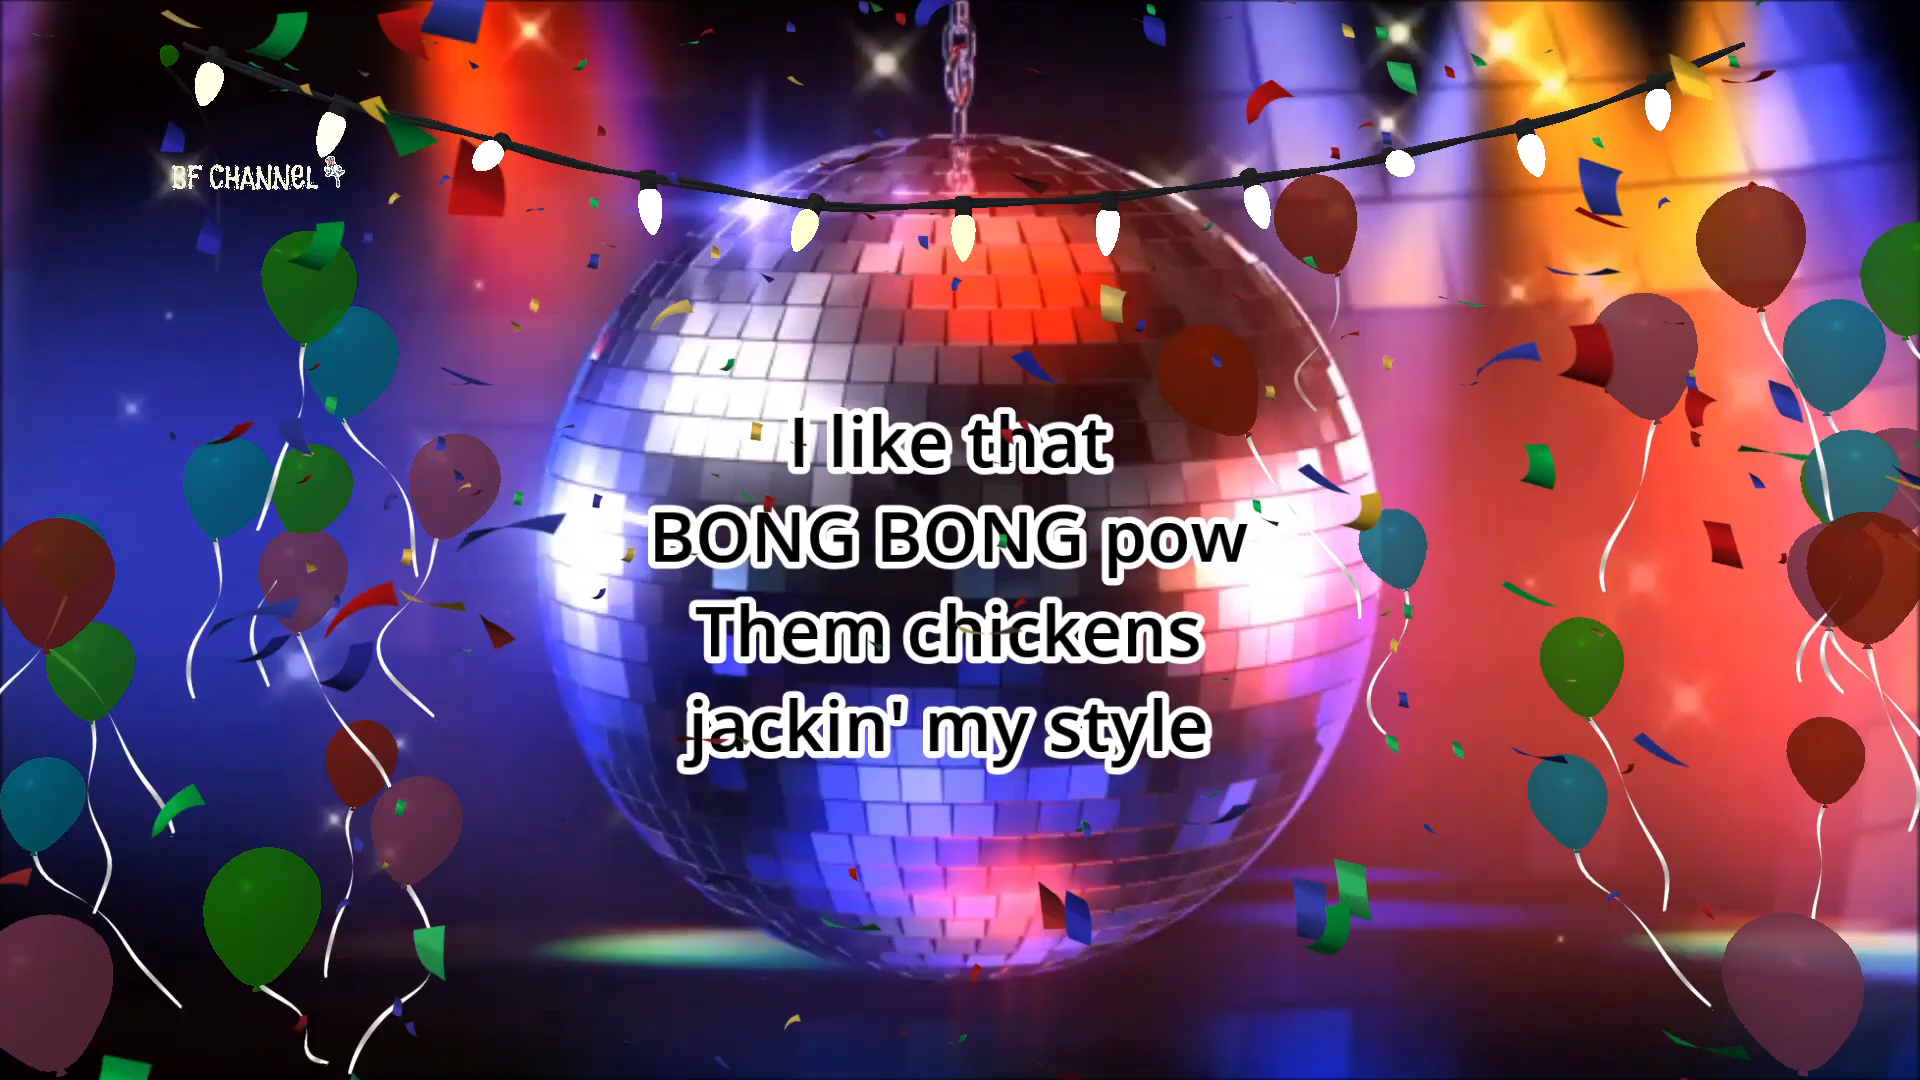 BF CHANNEL
I like that
BONG BONG pow
Them chickens
jackin' my style